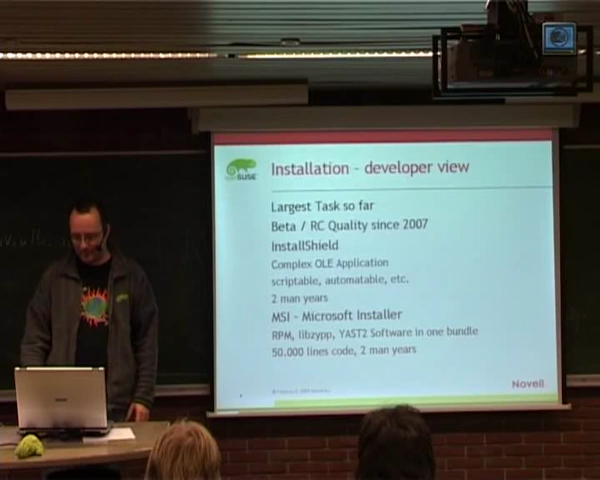 Installation - developer view
SUSE
Largest Task so far
Beta / RC Quality since 2007
InstallShield
Complex OLE Application
scriptable, automatable, etc.
2 man years
MSI - Microsoft Installer
RPM, libzypp, YAST2 Software in one bundle
50.000 lines code, 2 man years
Novell